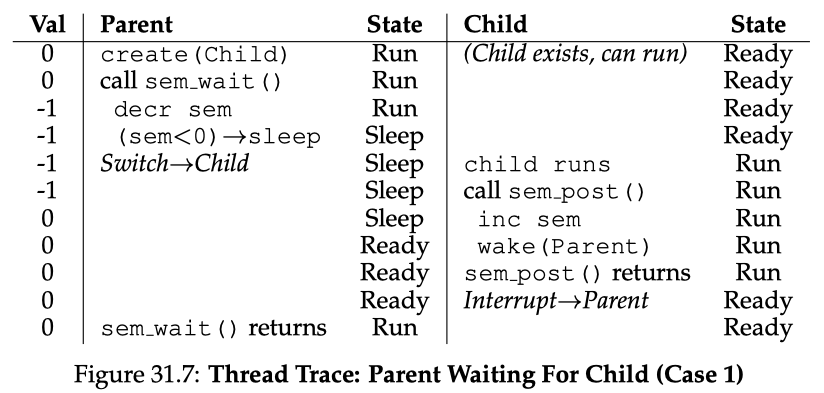 Val Parent State Child State
0 create(Child) Run (Child exists, can run) Ready
0 call sem_wait() Run Ready
-1 decr sem Run Ready
-1 (sem<0)→sleep Sleep Ready
-1 Switch→Child Sleep child runs Run
-1 Sleep call sem_post() Run
0 Sleep inc sem Run
0 Ready wake(Parent) Run
0 Ready sem_post() returns Run
0 Ready Interrupt→Parent Ready
0 sem_wait() returns Run Ready
Figure 31.7: Thread Trace: Parent Waiting For Child (Case 1)